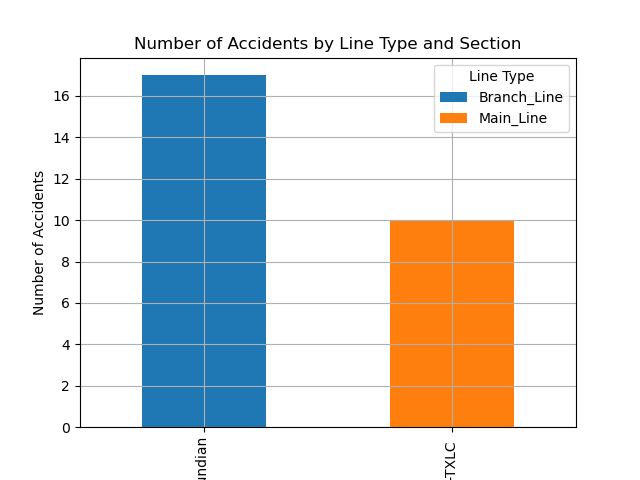 Number of Accidents by Line Type and Section
Line Type
Branch_Line
Main_Line
Number of Accidents
16
14
12
10
8
6
4
2
0
undian
-TXLC